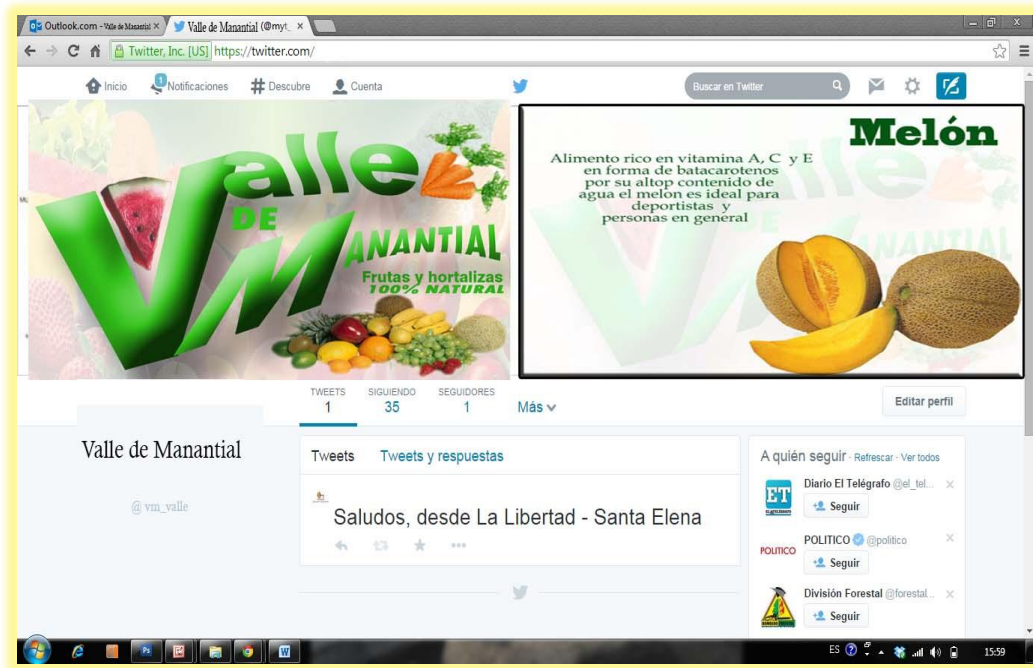 Outlook.com - Valle de Manantial
Valle de Manantial (@myt_
Twitter, Inc. [US] https://twitter.com/
Inicio
1
Notificaciones
# Descubre
Cuenta
Buscar en Twitter
Valle
DE
VM
MANANTIAL
Frutas y hortalizas
100% NATURAL
Melón
Alimento rico en vitamina A, C y E
en forma de batacarotenos
por su altop contenido de
agua el melon es ideal para
deportistas y
personas en general
TWEETS
1
SIGUIENDO
35
SEGUIDORES
1
Más
Editar perfil
Valle de Manantial
@vm_valle
Tweets Tweets y respuestas
Saludos, desde La Libertad - Santa Elena
A quién seguir · Refrescar · Ver todos
ET
Diario El Telégrafo @el_tel...
Seguir
POLITICO
POLITICO @politico
Seguir
División Forestal @forestal...
Seguir
Ps
W
ES
15:59